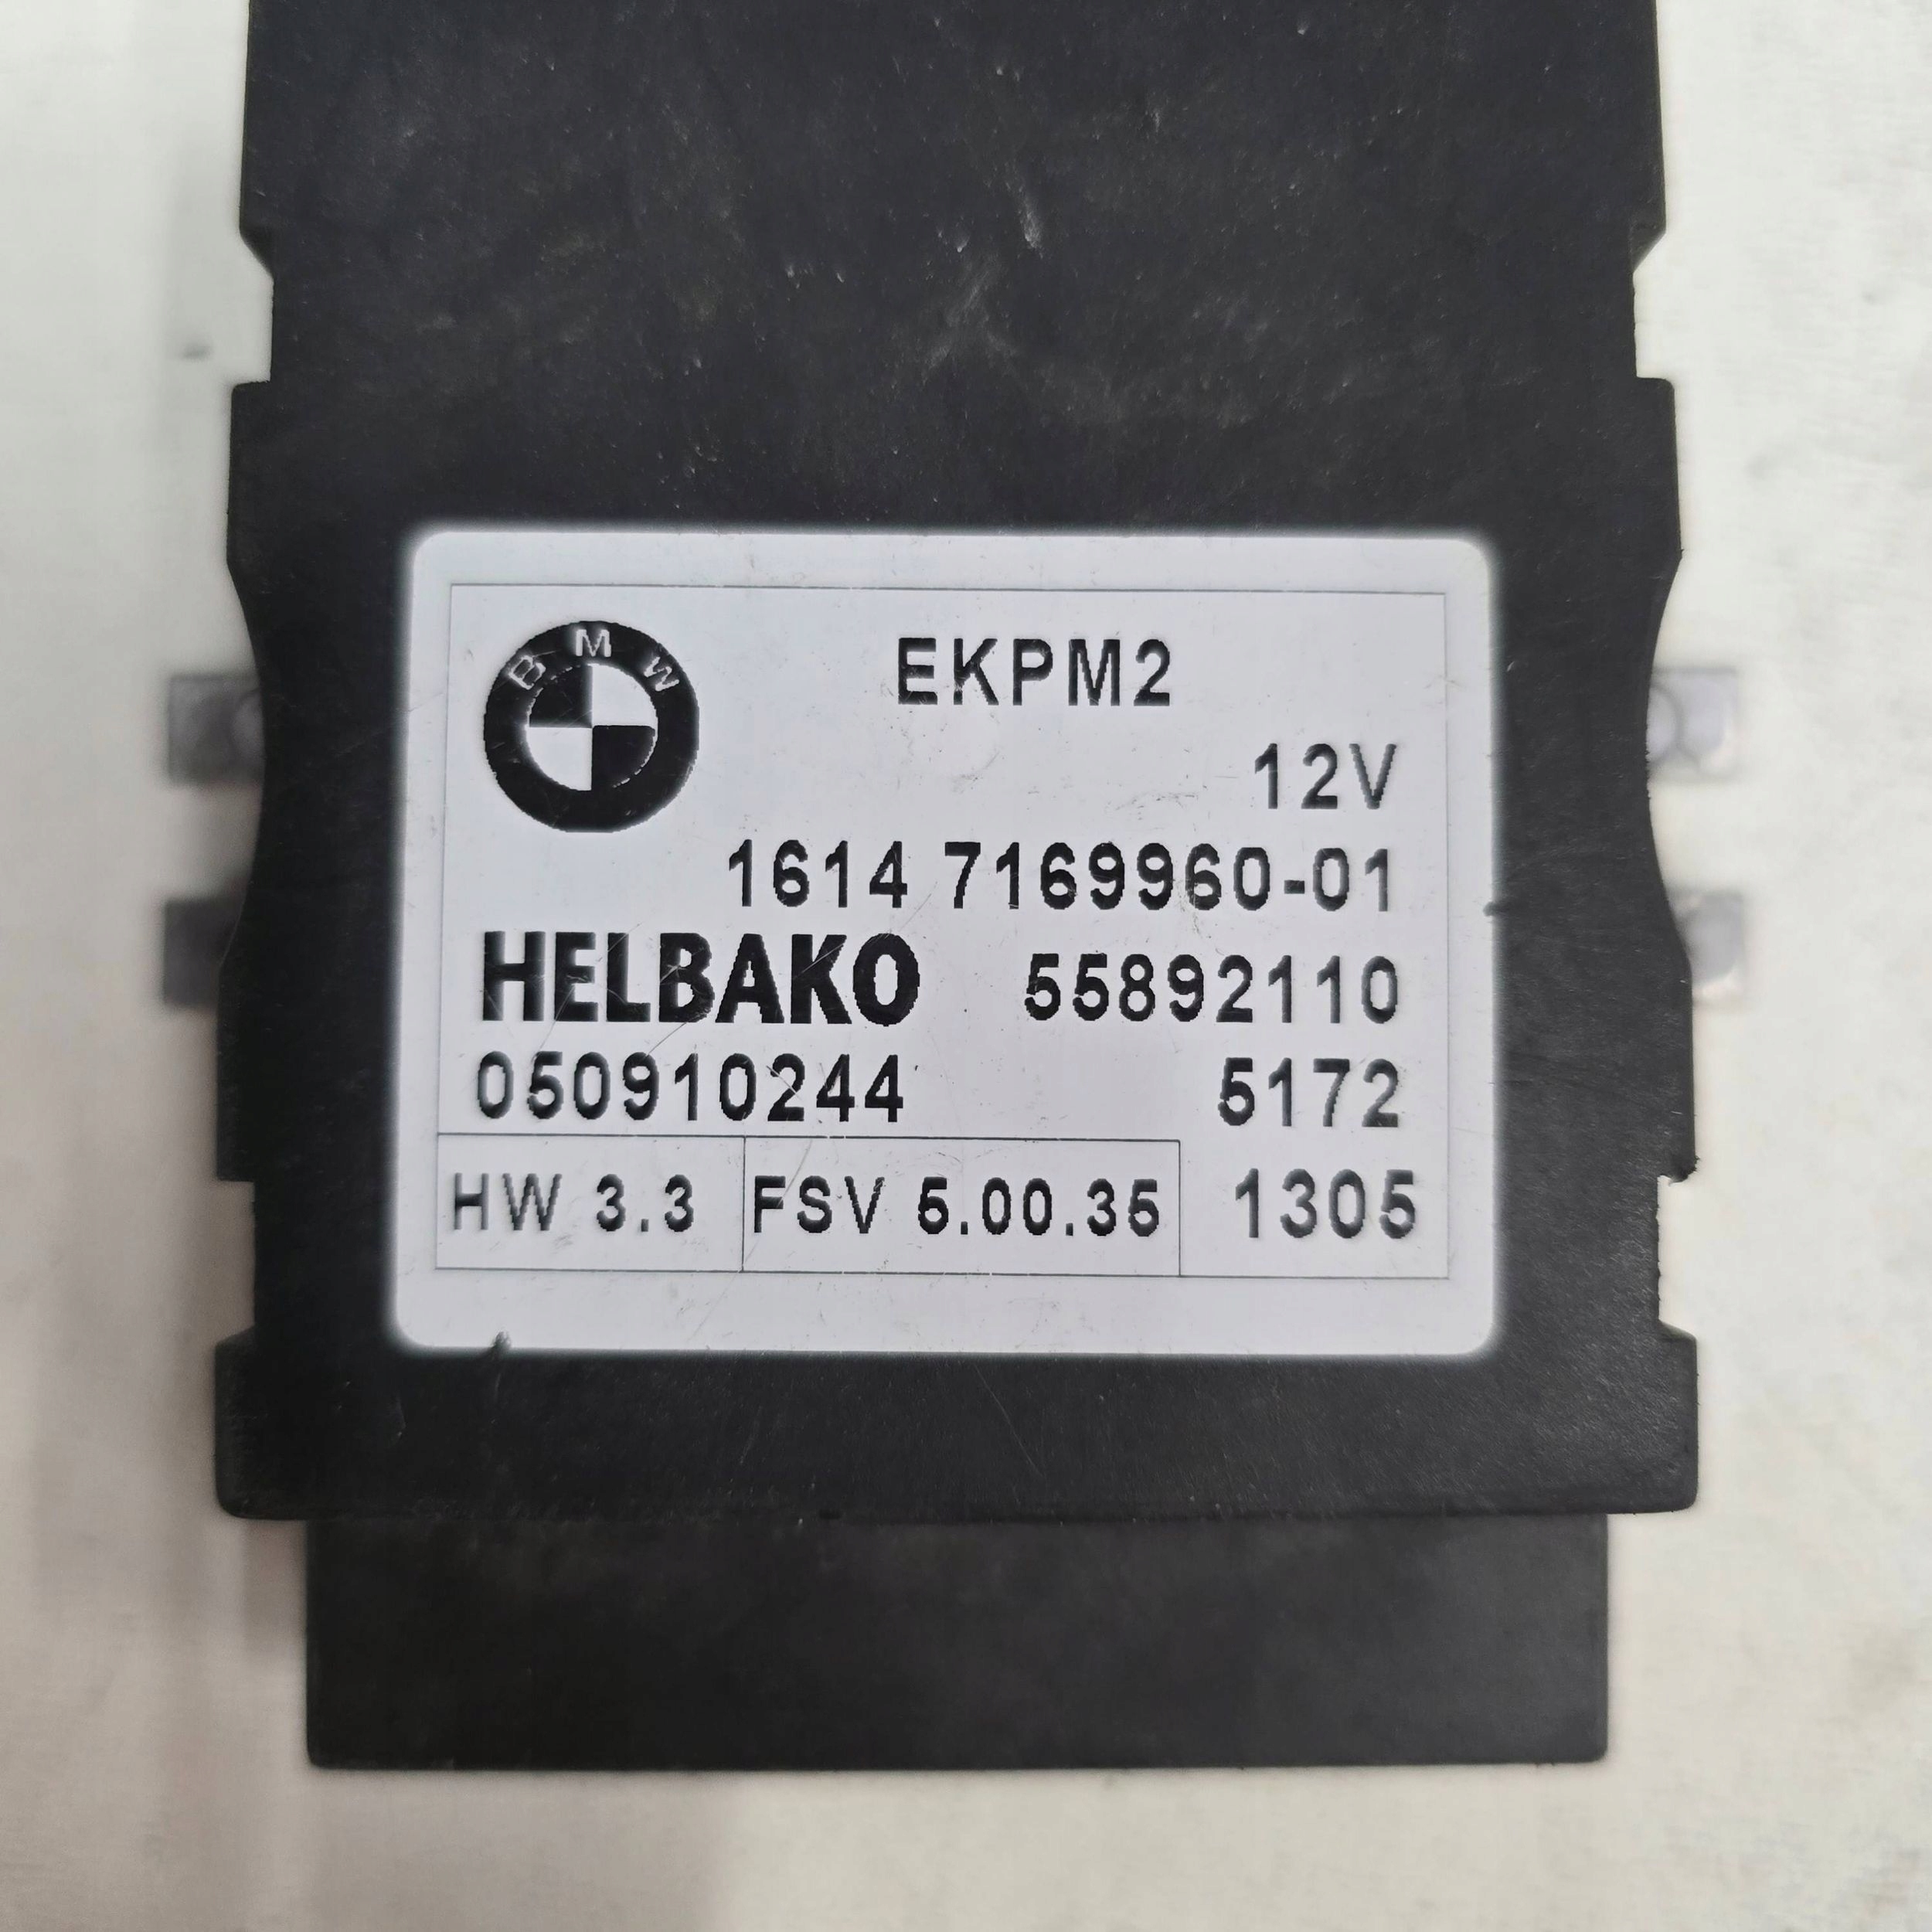 BMW
EKPM2
12V
1614 7169960-01
HELBAKO 55892110
050910244 5172
HW 3.3 FSV 5.00.35 1305